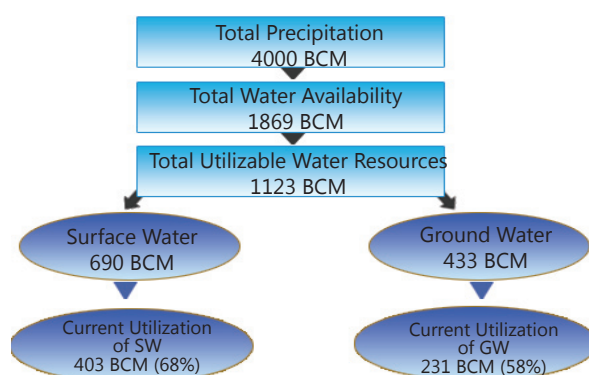 Total Precipitation
4000 BCM
Total Water Availability
1869 BCM
Total Utilizable Water Resources
1123 BCM
Surface Water
690 BCM
Ground Water
433 BCM
Current Utilization
of SW
403 BCM (68%)
Current Utilization
of GW
231 BCM (58%)